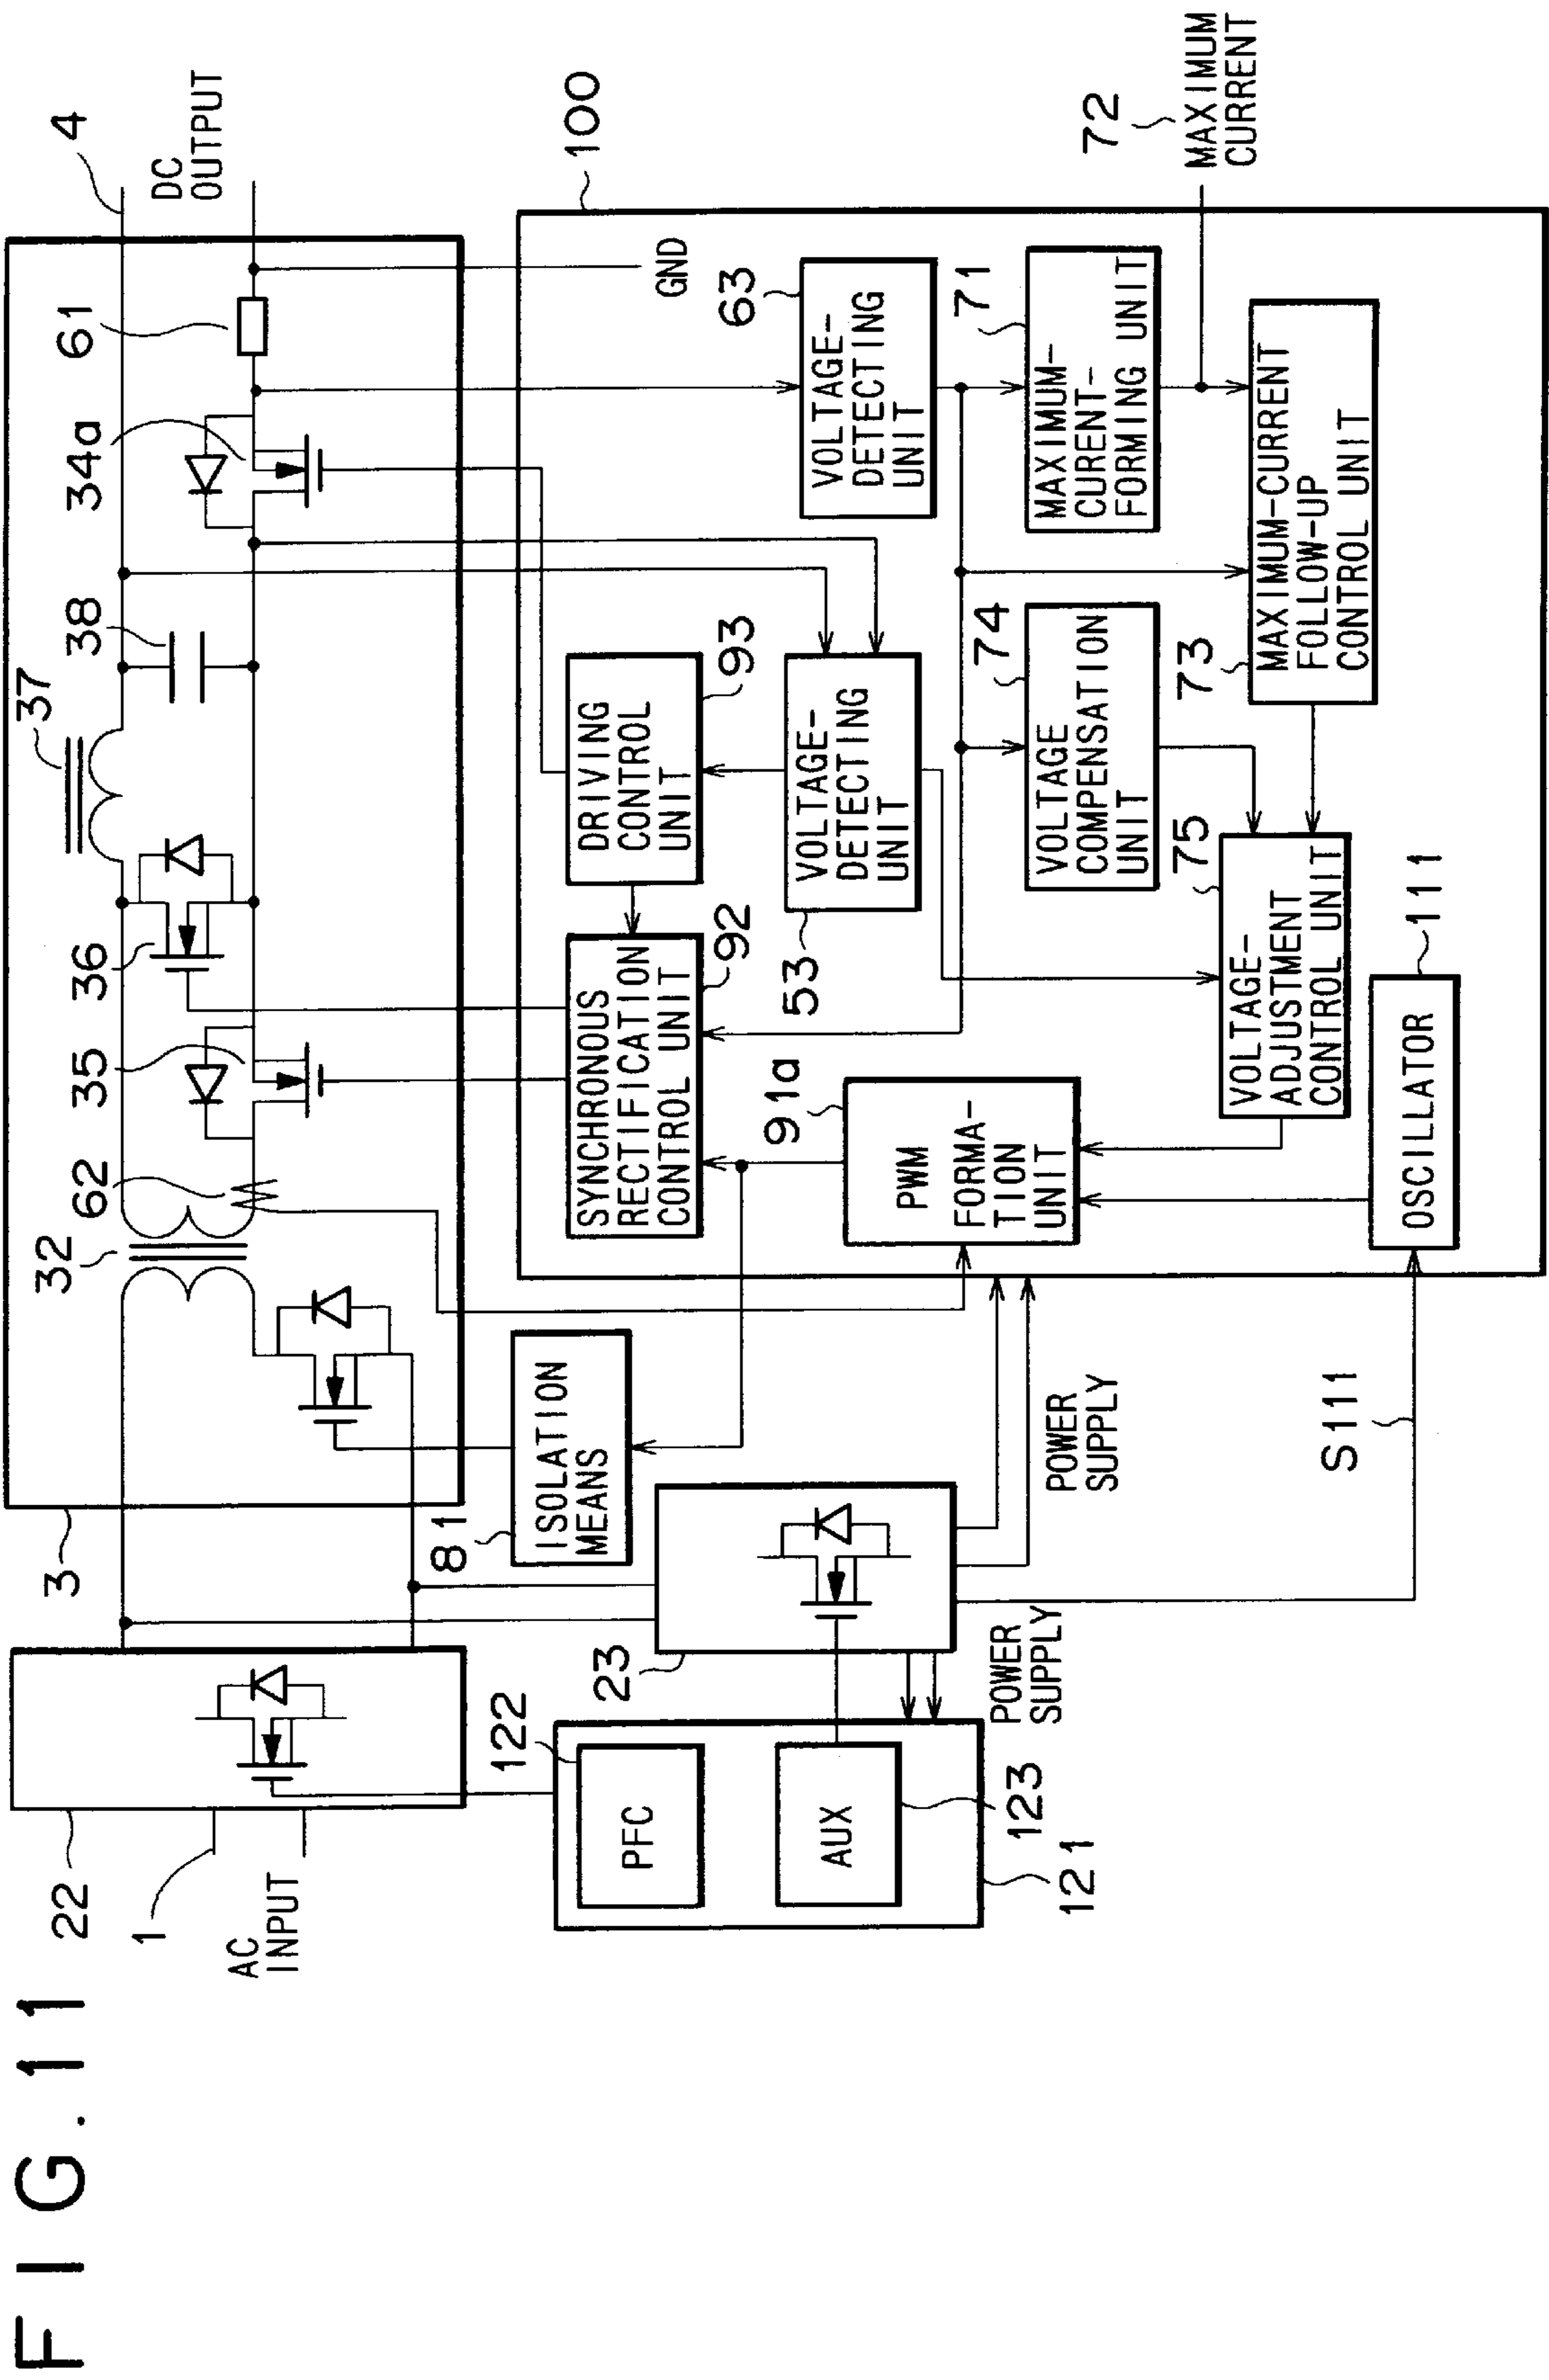 FIG.11
22
1
AC
INPUT
3
32
62
35
36
37
38
34a
61
4
DC
OUTPUT
81
ISOLATION
MEANS
SYNCHRONOUS
RECTIFICATION
CONTROL UNIT
92
DRIVING
CONTROL
UNIT
93
GND
100
122
PFC
AUX
123
121
23
POWER
SUPPLY
POWER
SUPPLY
91a
PWM
FORMA-
TION
UNIT
53
VOLTAGE-
DETECTING
UNIT
63
VOLTAGE-
DETECTING
UNIT
74
VOLTAGE
COMPENSATION
UNIT
71
MAXIMUM-
CURENT-
FORMING UNIT
72
MAXIMUM
CURRENT
75
VOLTAGE-
ADJUSTMENT
CONTROL UNIT
73
MAXIMUM-CURRENT
FOLLOW-UP
CONTROL UNIT
S111
OSCILLATOR
111